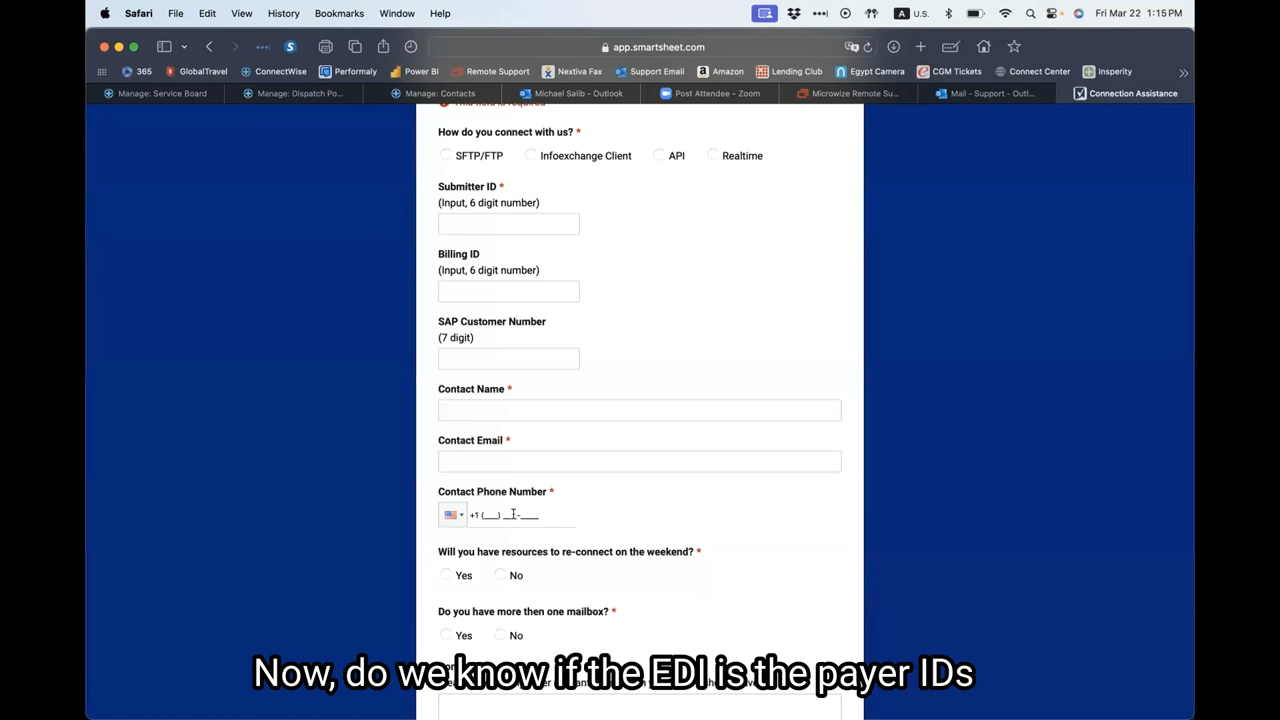 Safari File Edit View History Bookmarks Window Help A U.S. Fri Mar 22 1:15 PM
app.smartsheet.com
365 GlobalTravel ConnectWise Performaly Power BI Remote Support Nextiva Fax Support Email Amazon Lending Club Egypt Camera CGM Tickets Connect Center Insperity
Manage: Service Board Manage: Dispatch Po... Manage: Contacts Michael Salib - Outlook Post Attendee - Zoom Microwize Remote Su... Mail - Support - Outl... Connection Assistance
This field is required
How do you connect with us? *
SFTP/FTP Infoexchange Client API Realtime
Submitter ID *
(Input, 6 digit number)
Billing ID
(Input, 6 digit number)
SAP Customer Number
(7 digit)
Contact Name *
Contact Email *
Contact Phone Number *
+1 (___) ___-____
Will you have resources to re-connect on the weekend? *
Yes No
Do you have more then one mailbox? *
Yes No
Now, do we know if the EDI is the payer IDs